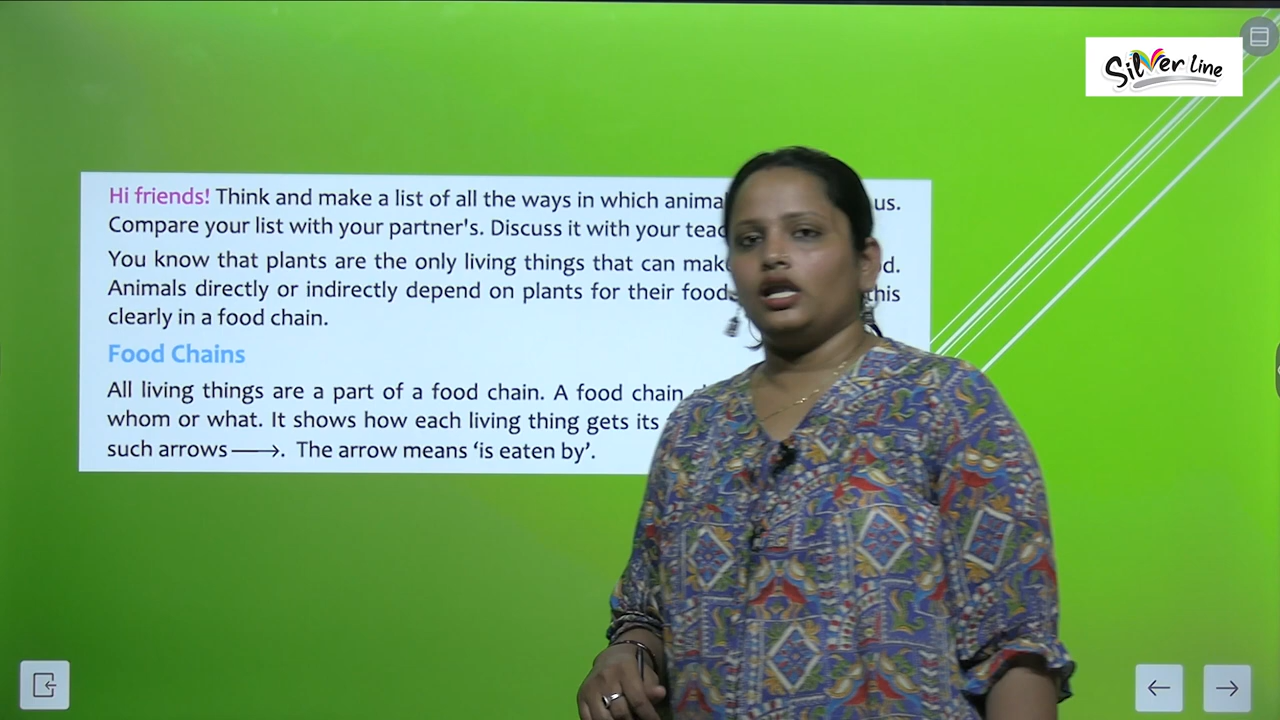 Silver Line
Hi friends! Think and make a list of all the ways in which us.
Compare your list with your partner's. Discuss it with your
You know that plants are the only living things that can
Animals directly or indirectly depend on plants for their food this
clearly in a food chain.
Food Chains
All living things are a part of a food chain. A food chain
whom or what. It shows how each living thing gets its
such arrows ⟶. The arrow means ‘is eaten by’.